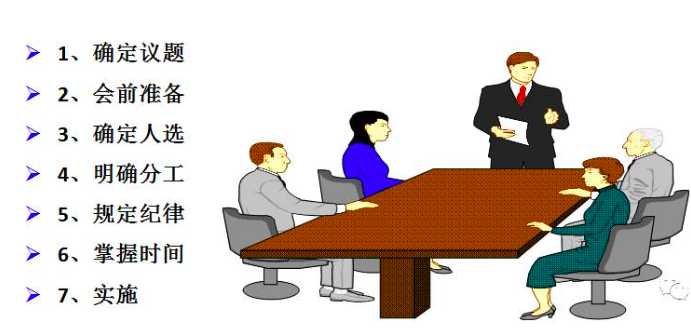 1、确定议题
2、会前准备
3、确定人选
4、明确分工
5、规定纪律
6、掌握时间
7、实施